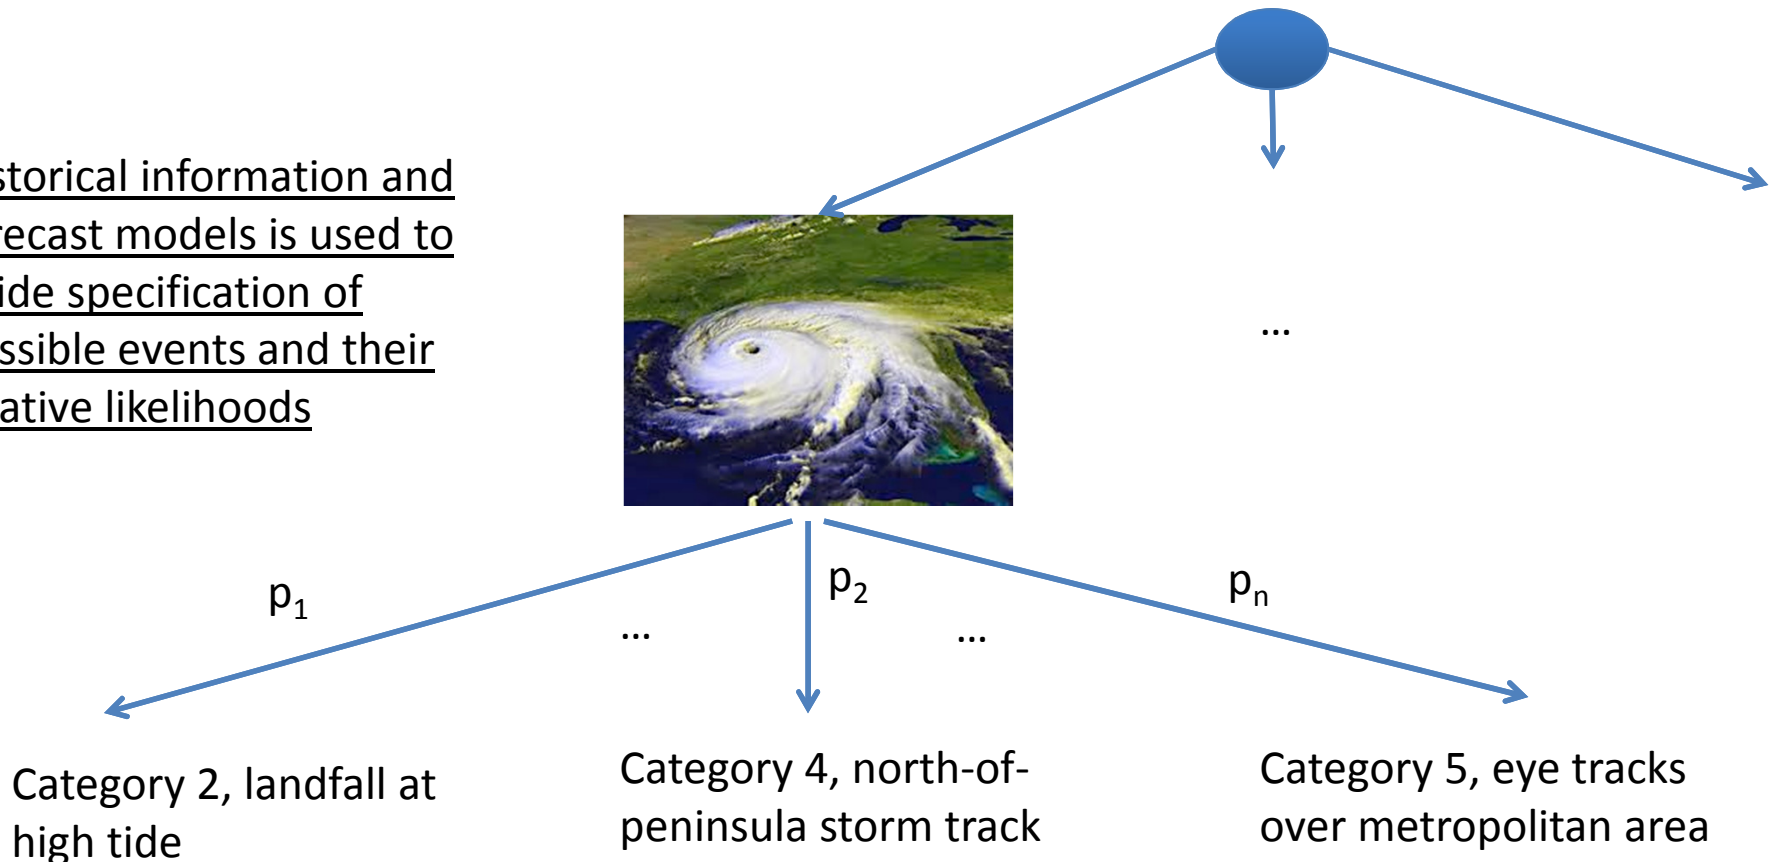 storical information and
recast models is used to
ide specification of
ssible events and their
ative likelihoods
...
p1
p2
pn
...
...
Category 2, landfall at
high tide
Category 4, north-of-
peninsula storm track
Category 5, eye tracks
over metropolitan area